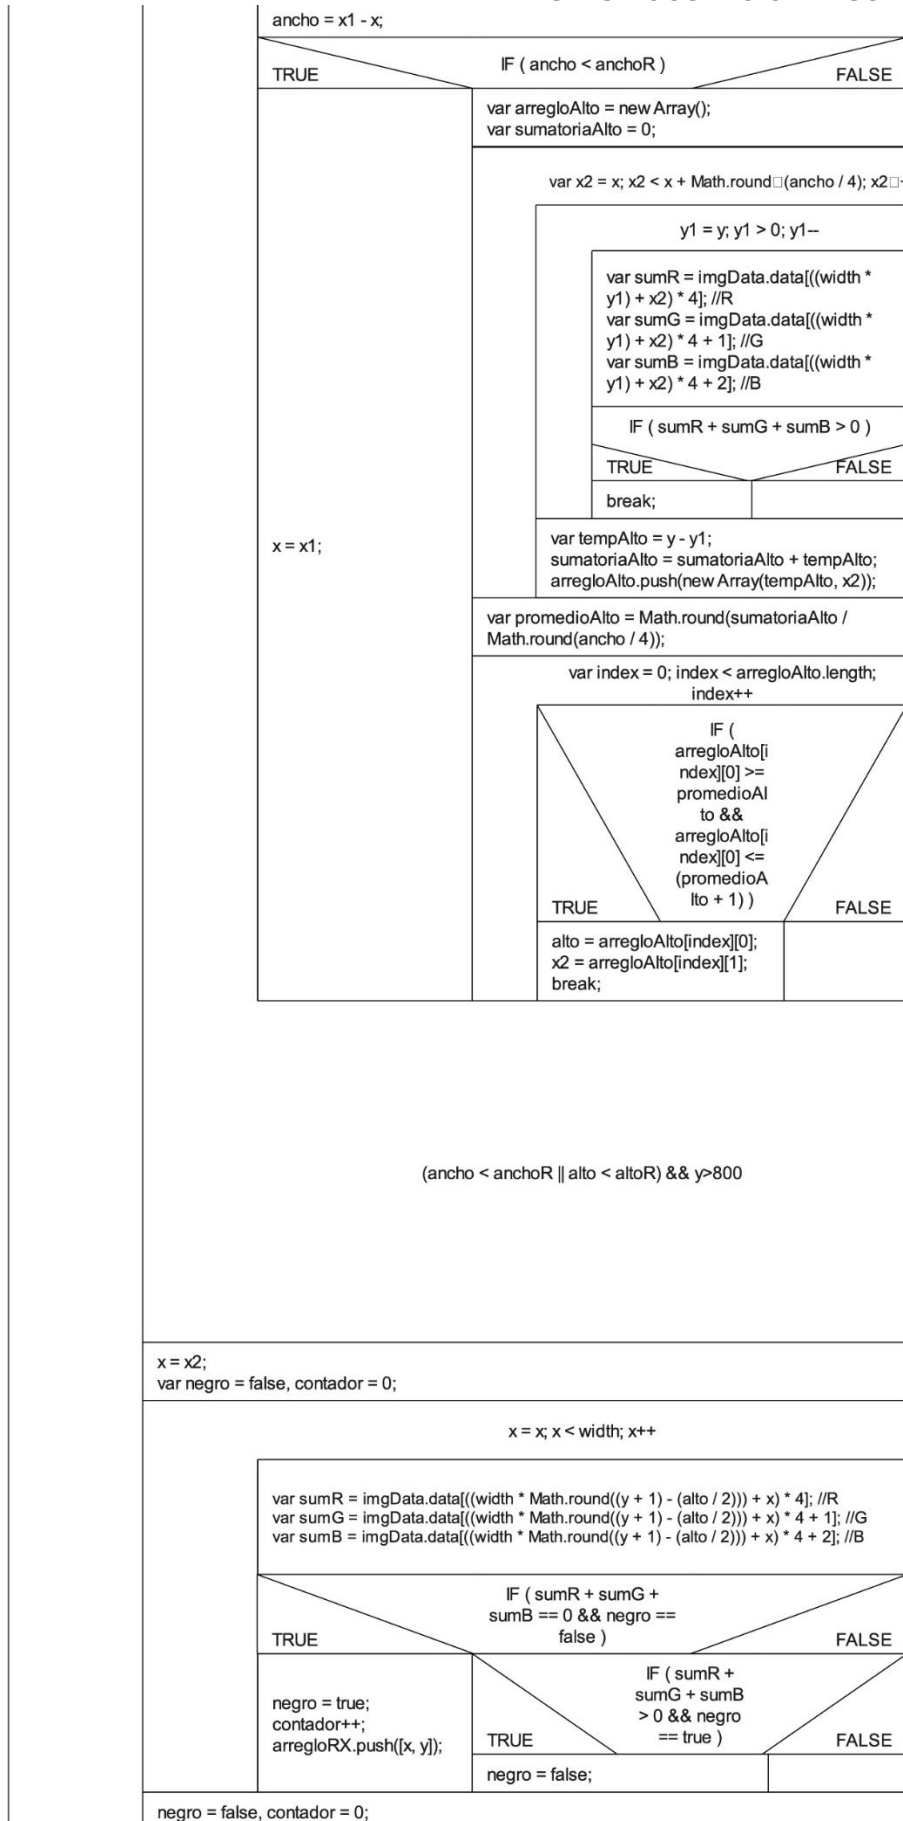 ancho = x1 - x;
IF ( ancho < anchoR )
TRUE
FALSE
var arregloAlto = new Array();
var sumatoriaAlto = 0;
var x2 = x; x2 < x + Math.round□(ancho / 4); x2□
y1 = y; y1 > 0; y1--
var sumR = imgData.data[((width *
y1) + x2) * 4]; //R
var sumG = imgData.data[((width *
y1) + x2) * 4 + 1]; //G
var sumB = imgData.data[((width *
y1) + x2) * 4 + 2]; //B
IF ( sumR + sumG + sumB > 0 )
TRUE
FALSE
break;
x = x1;
var tempAlto = y - y1;
sumatoriaAlto = sumatoriaAlto + tempAlto;
arregloAlto.push(new Array(tempAlto, x2));
var promedioAlto = Math.round(sumatoriaAlto /
Math.round(ancho / 4));
var index = 0; index < arregloAlto.length;
index++
IF (
arregloAlto[i
ndex][0] >=
promedioAl
to &&
arregloAlto[i
ndex][0] <=
(promedioA
lto + 1) )
TRUE
FALSE
alto = arregloAlto[index][0];
x2 = arregloAlto[index][1];
break;
(ancho < anchoR || alto < altoR) && y>800
x = x2;
var negro = false, contador = 0;
x = x; x < width; x++
var sumR = imgData.data[((width * Math.round((y + 1) - (alto / 2))) + x) * 4]; //R
var sumG = imgData.data[((width * Math.round((y + 1) - (alto / 2))) + x) * 4 + 1]; //G
var sumB = imgData.data[((width * Math.round((y + 1) - (alto / 2))) + x) * 4 + 2]; //B
IF ( sumR + sumG +
sumB == 0 && negro ==
false )
TRUE
FALSE
negro = true;
contador++;
arregloRX.push([x, y]);
IF ( sumR +
sumG + sumB
> 0 && negro
== true )
TRUE
FALSE
negro = false;
negro = false, contador = 0;